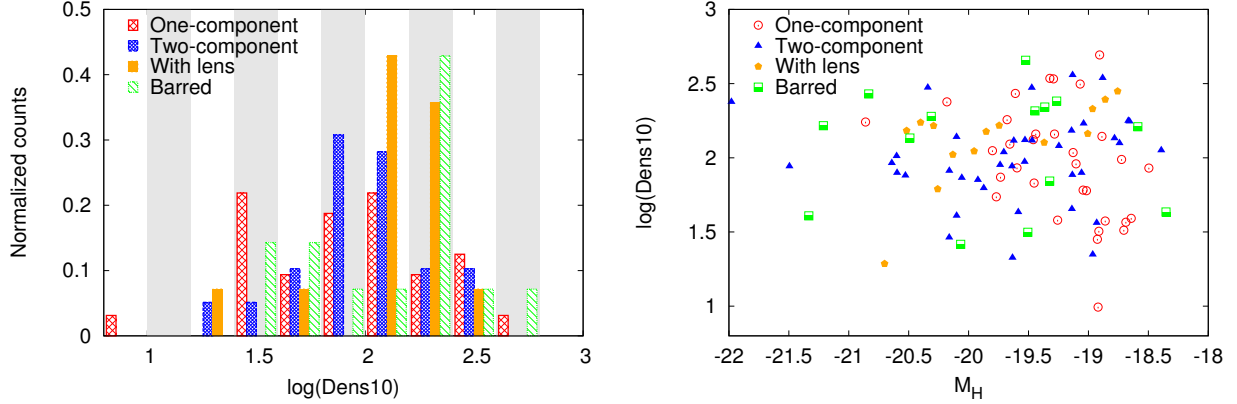 One-component
Two-component
With lens
Barred
0.5
0.4
0.3
0.2
0.1
0
Normalized counts
1
1.5
2
2.5
3
log(Dens10)
One-component
Two-component
With lens
Barred
3
2.5
2
1.5
1
log(Dens10)
-22
-21
-20.5
-20
-19.5
-19
-18.5
-18
M_H